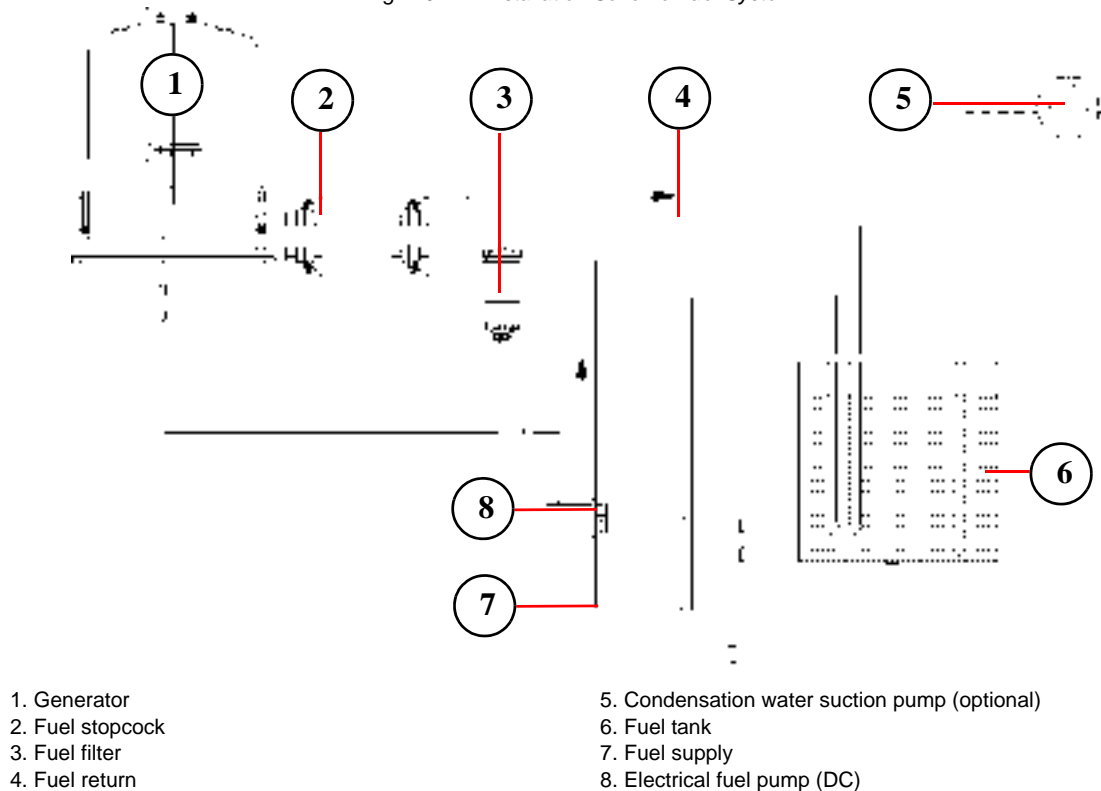 1
2
3
4
5
6
8
7
1. Generator
2. Fuel stopcock
3. Fuel filter
4. Fuel return
5. Condensation water suction pump (optional)
6. Fuel tank
7. Fuel supply
8. Electrical fuel pump (DC)